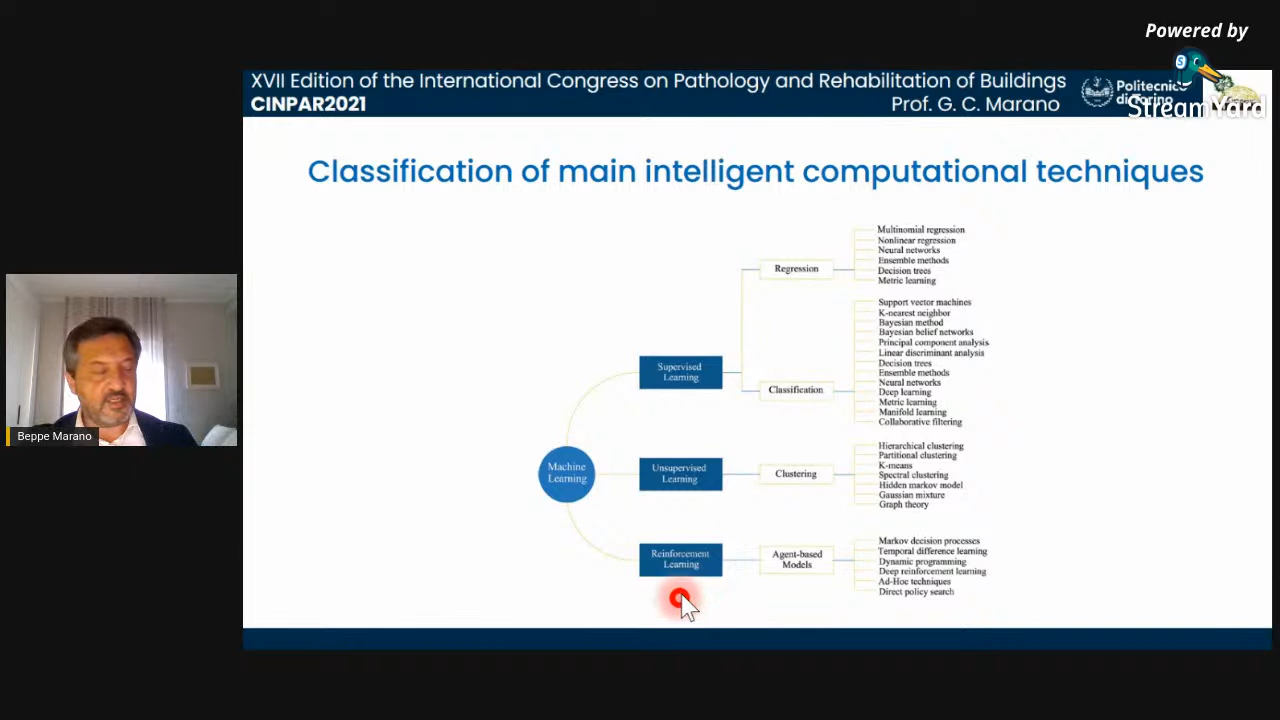 Powered by
StreamYard
XVII Edition of the International Congress on Pathology and Rehabilitation of Buildings
CINPAR2021
Prof. G. C. Marano
Politecnico
di Torino
Classification of main intelligent computational techniques
Machine
Learning
Supervised
Learning
Regression
Multinomial regression
Nonlinear regression
Neural networks
Ensemble methods
Decision trees
Metric learning
Classification
Support vector machines
K-nearest neighbor
Bayesian method
Bayesian belief networks
Principal component analysis
Linear discriminant analysis
Decision trees
Ensemble methods
Neural networks
Deep learning
Metric learning
Manifold learning
Collaborative filtering
Unsupervised
Learning
Clustering
Hierarchical clustering
Partitional clustering
K-means
Spectral clustering
Hidden markov model
Gaussian mixture
Graph theory
Reinforcement
Learning
Agent-based
Models
Markov decision processes
Temporal difference learning
Dynamic programming
Deep reinforcement learning
Ad-Hoc techniques
Direct policy search
Beppe Marano